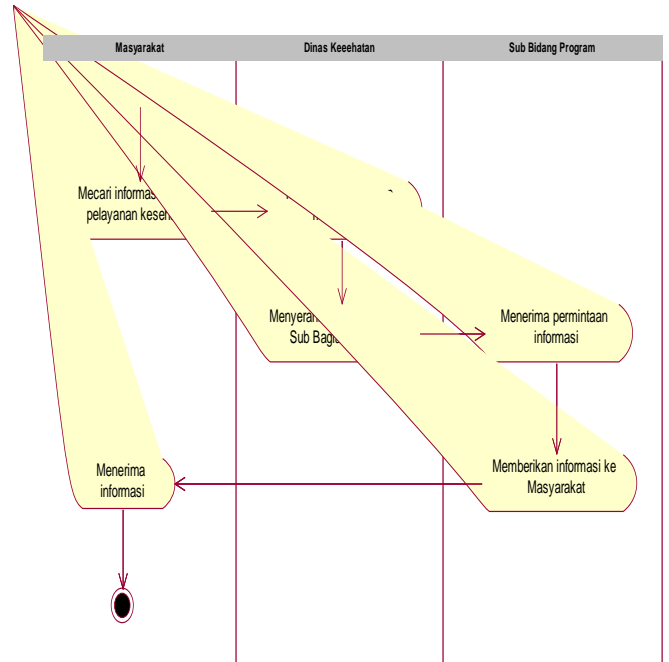 Masyarakat
Dinas Keeehatan
Sub Bidang Program
Mecari informas
pelayanan keseh
Menyerah
Sub Bagia
Menerima permintaan
informasi
Menerima
informasi
Memberikan informasi ke
Masyarakat